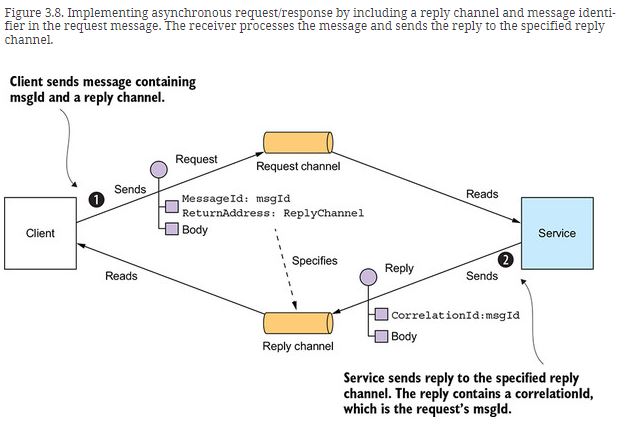 Figure 3.8. Implementing asynchronous request/response by including a reply channel and message identi-
fier in the request message. The receiver processes the message and sends the reply to the specified reply
channel.
Client sends message containing
msgId and a reply channel.
Request
Request channel
1
Sends
MessageId: msgId
ReturnAddress: ReplyChannel
Body
Reads
Client
Service
Specifies
2
Reply
Sends
Reads
CorrelationId:msgId
Body
Reply channel
Service sends reply to the specified reply
channel. The reply contains a correlationId,
which is the request's msgId.